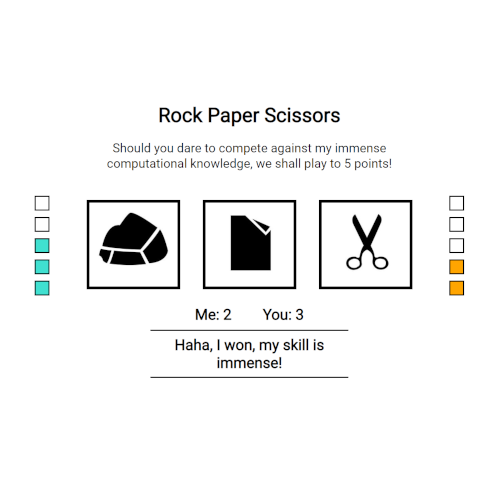 Rock Paper Scissors
Should you dare to compete against my immense
computational knowledge, we shall play to 5 points!
Me: 2 You: 3
Haha, I won, my skill is
immense!